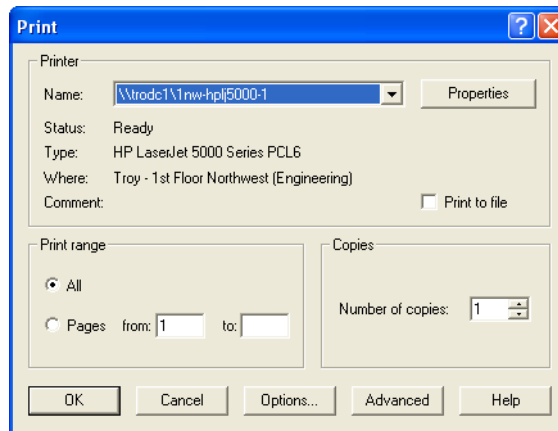 Print
Printer
Name: \\trodc1\1nw-hplj5000-1 Properties
Status: Ready
Type: HP LaserJet 5000 Series PCL6
Where: Troy - 1st Floor Northwest (Engineering)
Comment: Print to file
Print range
All
Pages from: 1 to:
Copies
Number of copies: 1
OK Cancel Options... Advanced Help